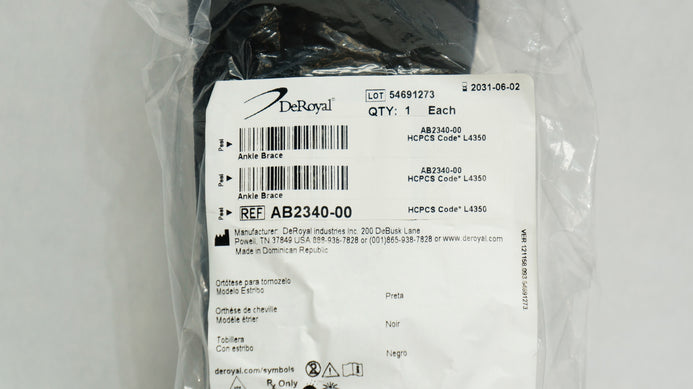 DeRoyal®
LOT 54691273
2031-06-02
QTY: 1 Each
Peel
Ankle Brace
AB2340-00
HCPCS Code* L4350
Peel
Ankle Brace
AB2340-00
HCPCS Code* L4350
Peel
REF AB2340-00
HCPCS Code* L4350
Manufacturer: DeRoyal Industries Inc. 200 DeBusk Lane
Powell, TN 37849 USA 888-938-7828 or (001)865-938-7828 or www.deroyal.com
Made in Dominican Republic
Ortótese para tornozelo
Modelo Estribo
Preta
Orthèse de cheville
Modèle étrier
Noir
Tobillera
Con estribo
Negro
deroyal.com/symbols
Rx Only